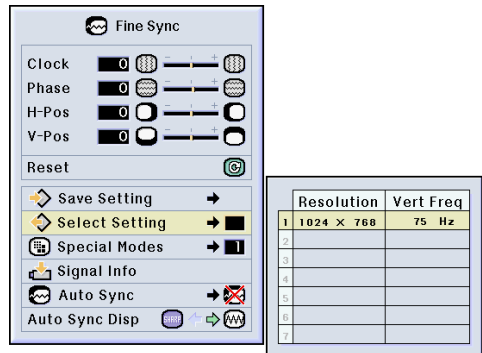 Fine Sync
Clock 0 - +
Phase 0 - +
H-Pos 0 - +
V-Pos 0 - +
Reset
Save Setting
Select Setting
Special Modes 1
Signal Info
Auto Sync
Auto Sync Disp SHARP
Resolution Vert Freq
1 1024 × 768 75 Hz
2
3
4
5
6
7